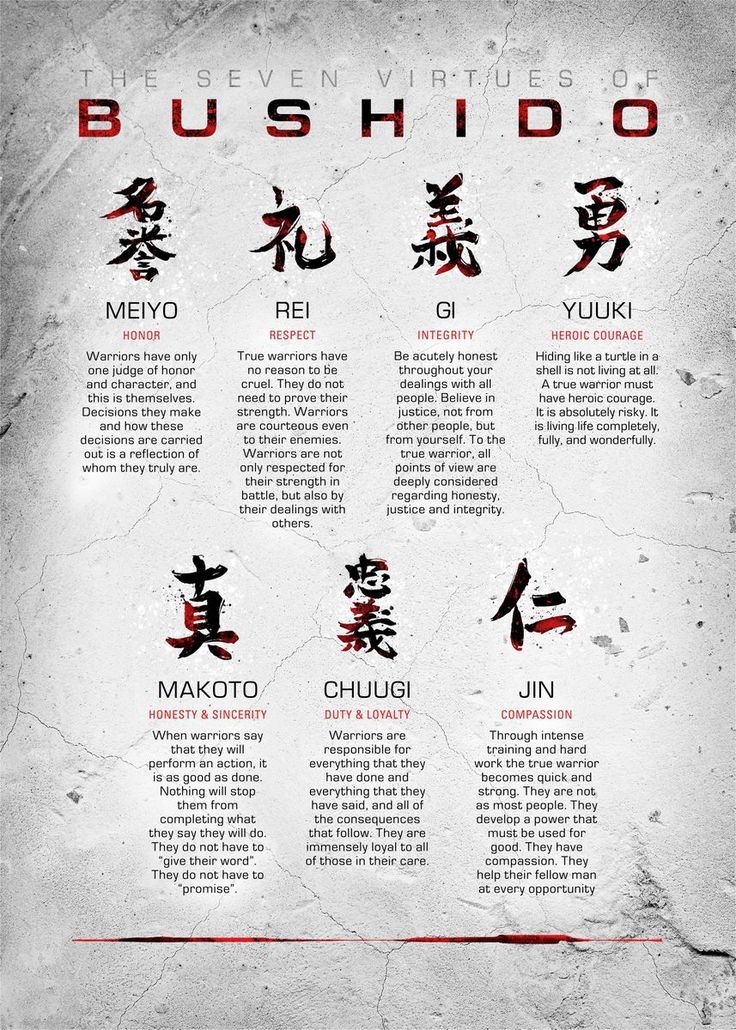 THE SEVEN VIRTUES OF
BUSHIDO
名誉
MEIYO
HONOR
Warriors have only
one judge of honor
and character, and
this is themselves.
Decisions they make
and how these
decisions are carried
out is a reflection of
whom they truly are.
礼
REI
RESPECT
True warriors have
no reason to be
cruel. They do not
need to prove their
strength. Warriors
are courteous even
to their enemies.
Warriors are not
only respected for
their strength in
battle, but also by
their dealings with
others.
義
GI
INTEGRITY
Be acutely honest
throughout your
dealings with all
people. Believe in
justice, not from
other people, but
from yourself. To the
true warrior, all
points of view are
deeply considered
regarding honesty,
justice and integrity.
勇
YUUKI
HEROIC COURAGE
Hiding like a turtle in a
shell is not living at all.
A true warrior must
have heroic courage.
It is absolutely risky. It
is living life completely,
fully, and wonderfully.
真
MAKOTO
HONESTY & SINCERITY
When warriors say
that they will
perform an action, it
is as good as done.
Nothing will stop
them from
completing what
they say they will do.
They do not have to
“give their word”.
They do not have to
“promise”.
忠義
CHUUGI
DUTY & LOYALTY
Warriors are
responsible for
everything that they
have done and
everything that they
have said, and all of
the consequences
that follow. They are
immensely loyal to all
of those in their care.
仁
JIN
COMPASSION
Through intense
training and hard
work the true warrior
becomes quick and
strong. They are not
as most people. They
develop a power that
must be used for
good. They have
compassion. They
help their fellow man
at every opportunity